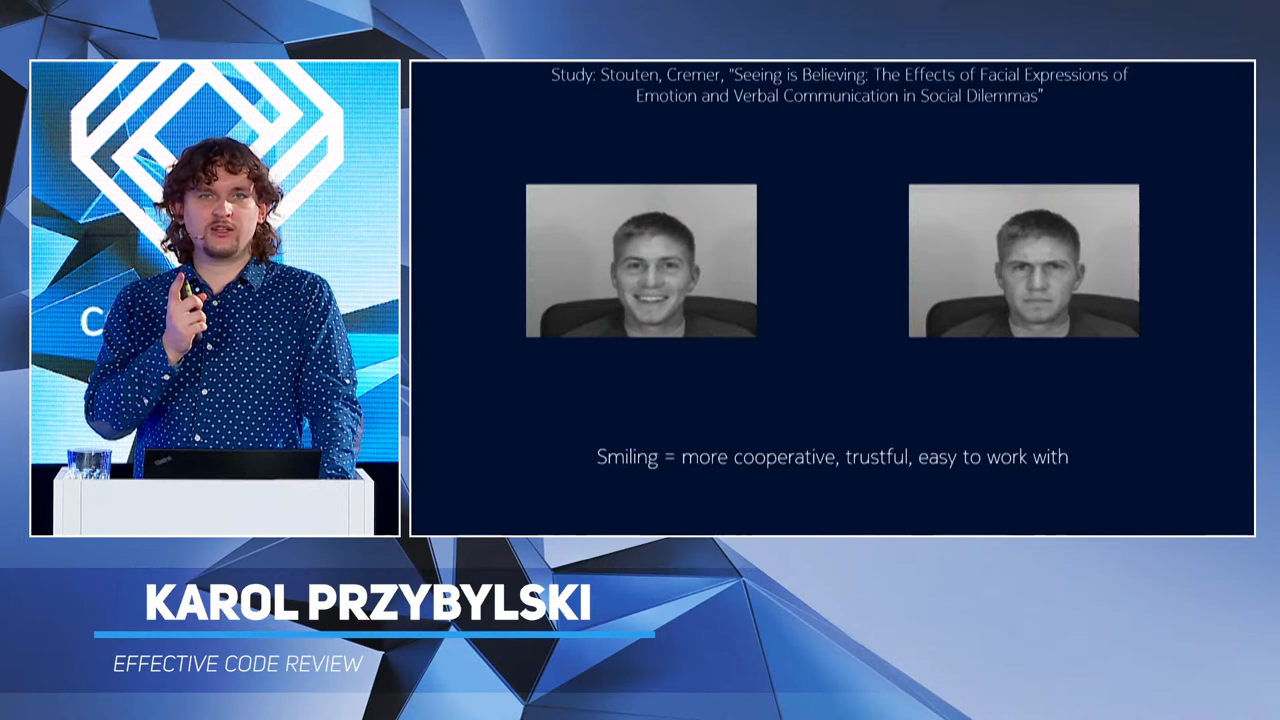 Study: Stouten, Cremer, "Seeing is Believing: The Effects of Facial Expressions of
Emotion and Verbal Communication in Social Dilemmas"
C
Smiling = more cooperative, trustful, easy to work with
KAROL PRZYBYLSKI
EFFECTIVE CODE REVIEW